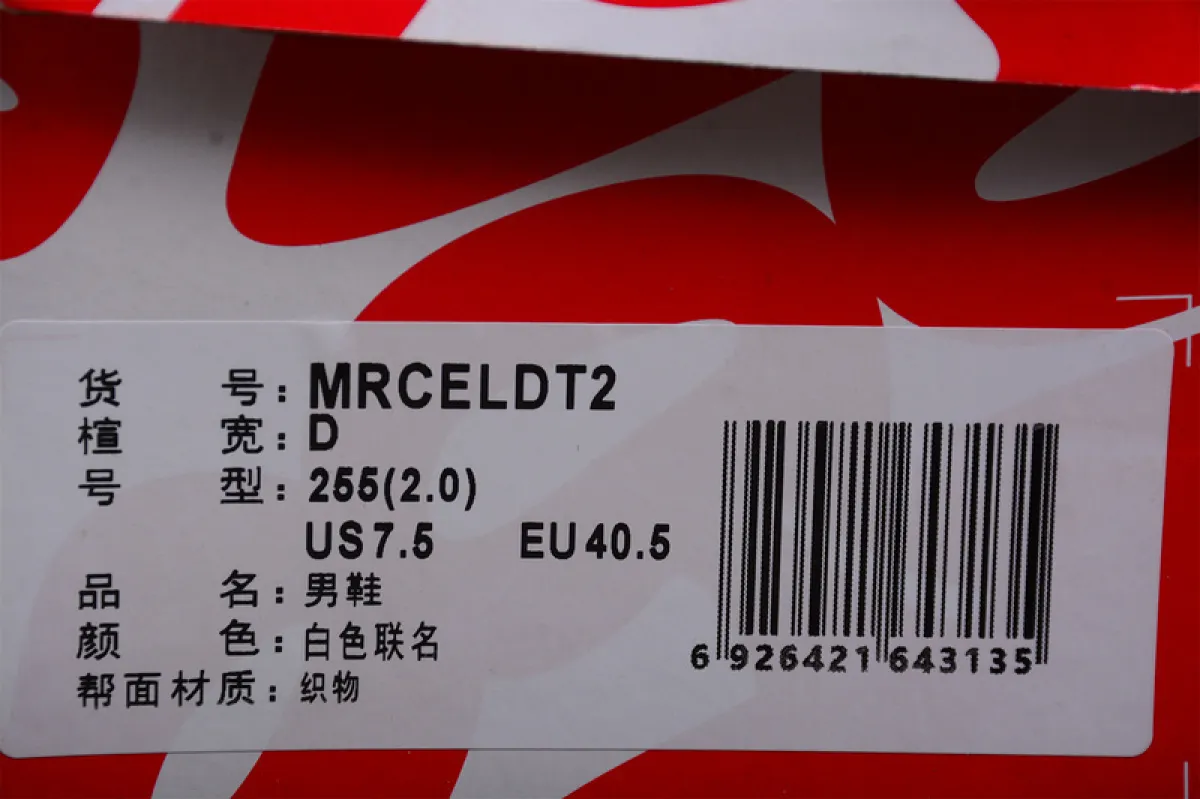 货号：MRCELDT2
楦宽：D
号型：255(2.0)
US7.5 EU40.5
品名：男鞋
颜色：白色联名
帮面材质：织物
6 926421 643135